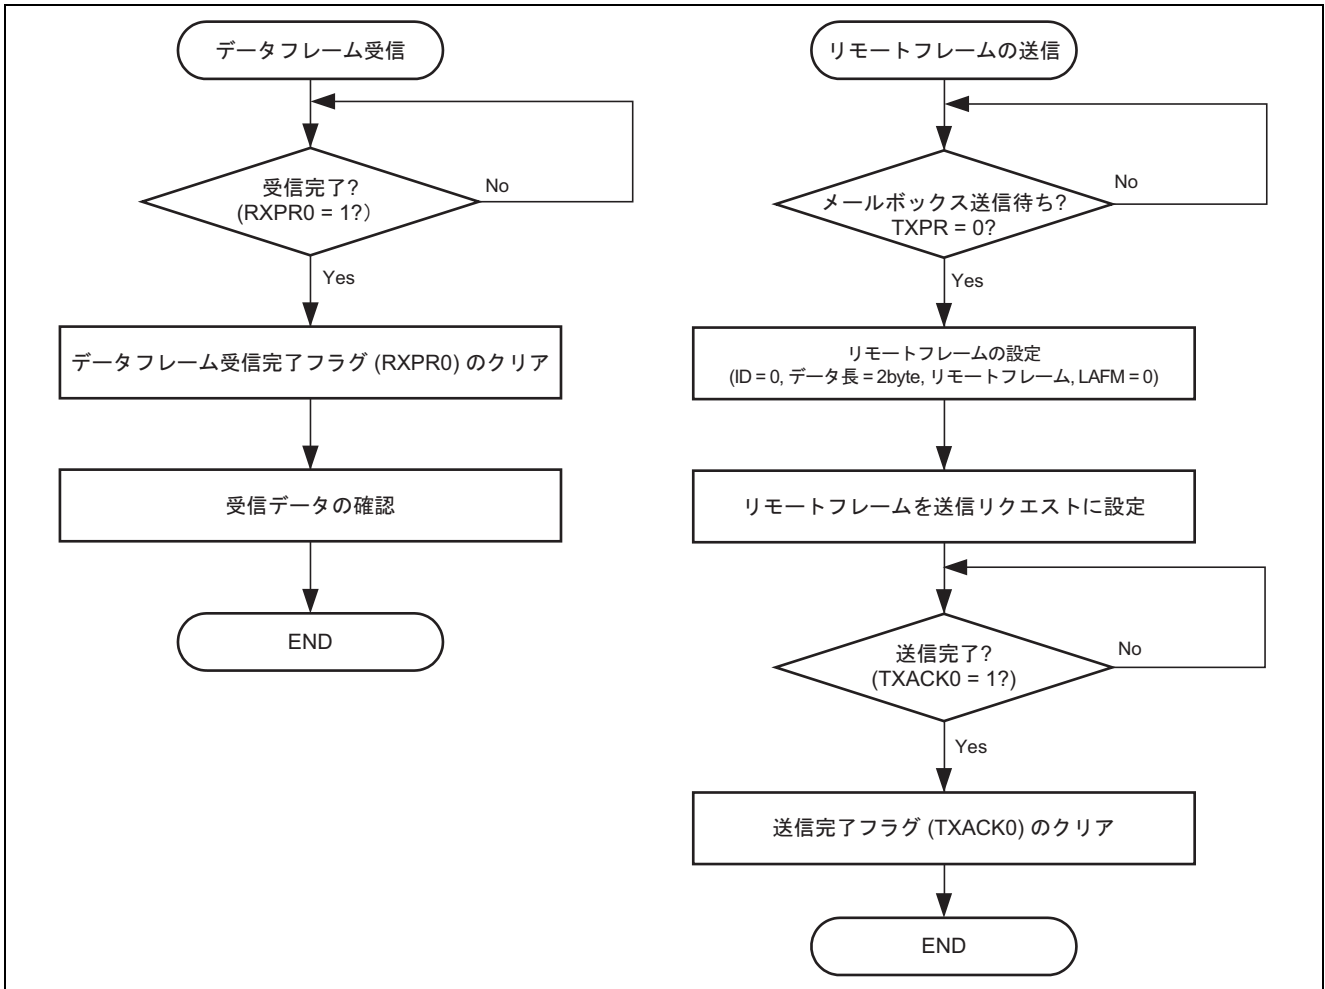 データフレーム受信
受信完了?
(RXPR0 = 1?)
No
Yes
データフレーム受信完了フラグ (RXPR0) のクリア
受信データの確認
END
リモートフレームの送信
メールボックス送信待ち?
TXPR = 0?
No
Yes
リモートフレームの設定
(ID = 0, データ長 = 2byte, リモートフレーム, LAFM = 0)
リモートフレームを送信リクエストに設定
送信完了?
(TXACK0 = 1?)
No
Yes
送信完了フラグ (TXACK0) のクリア
END